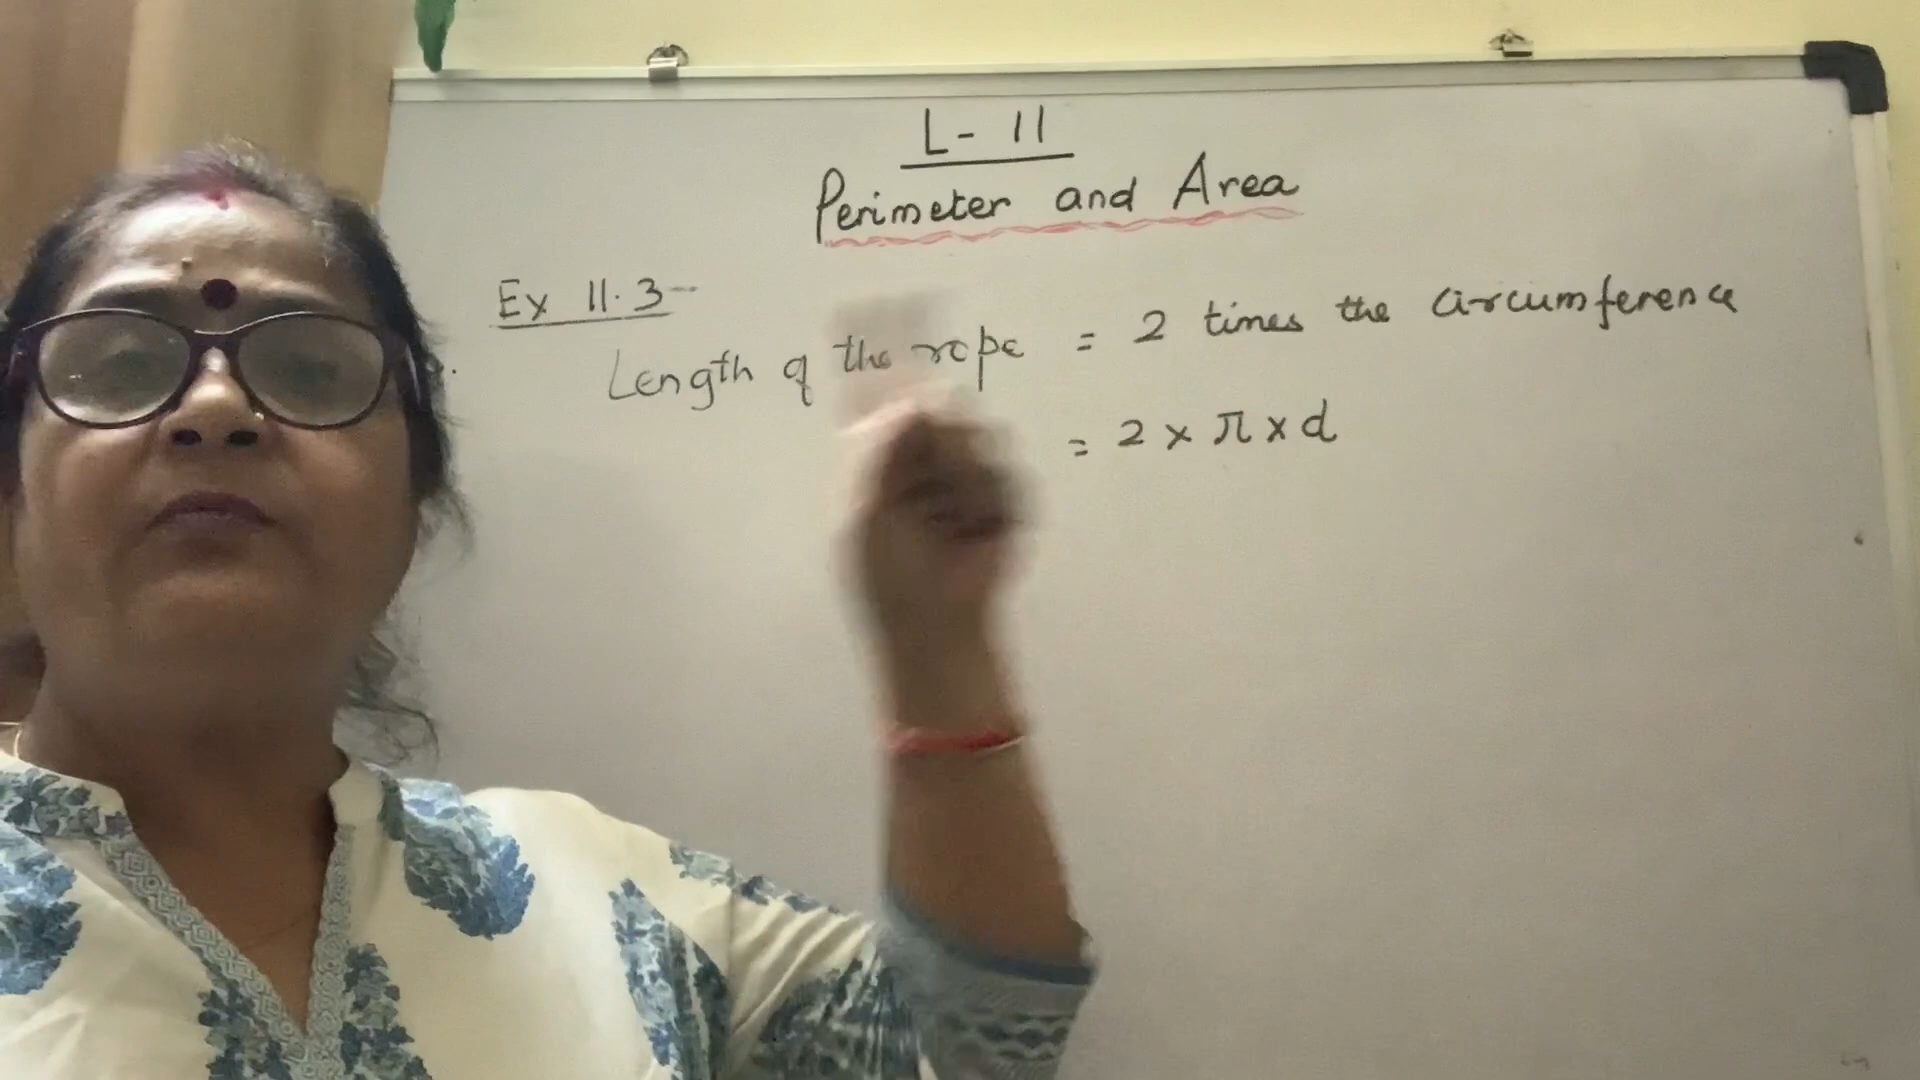 L- 11
Perimeter and Area
Ex 11.3
Length of the rope = 2 times the circumference
= 2 x π x d